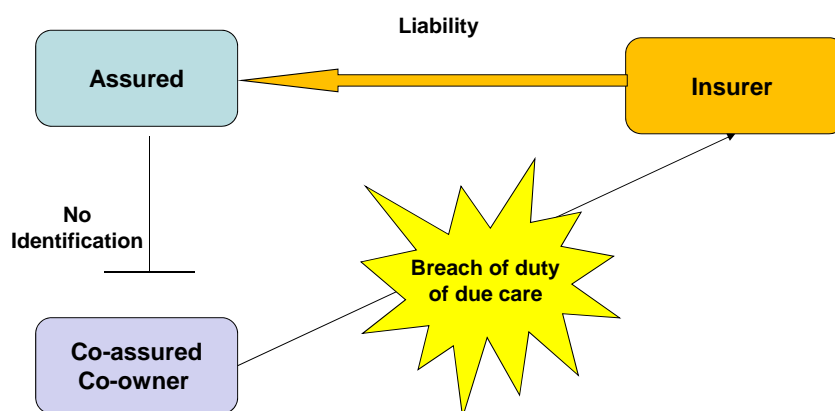 Liability
Assured
Insurer
No
Identification
Breach of duty
of due care
Co-assured
Co-owner